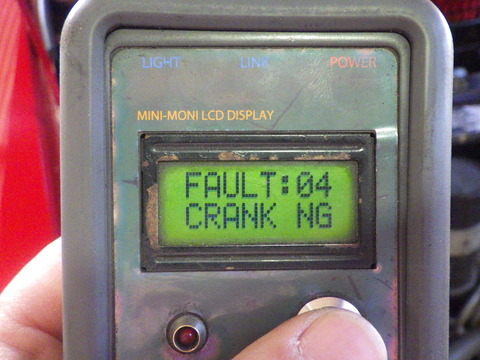 LIGHT LINK POWER
MINI-MONI LCD DISPLAY
FAULT:04
CRANK NG